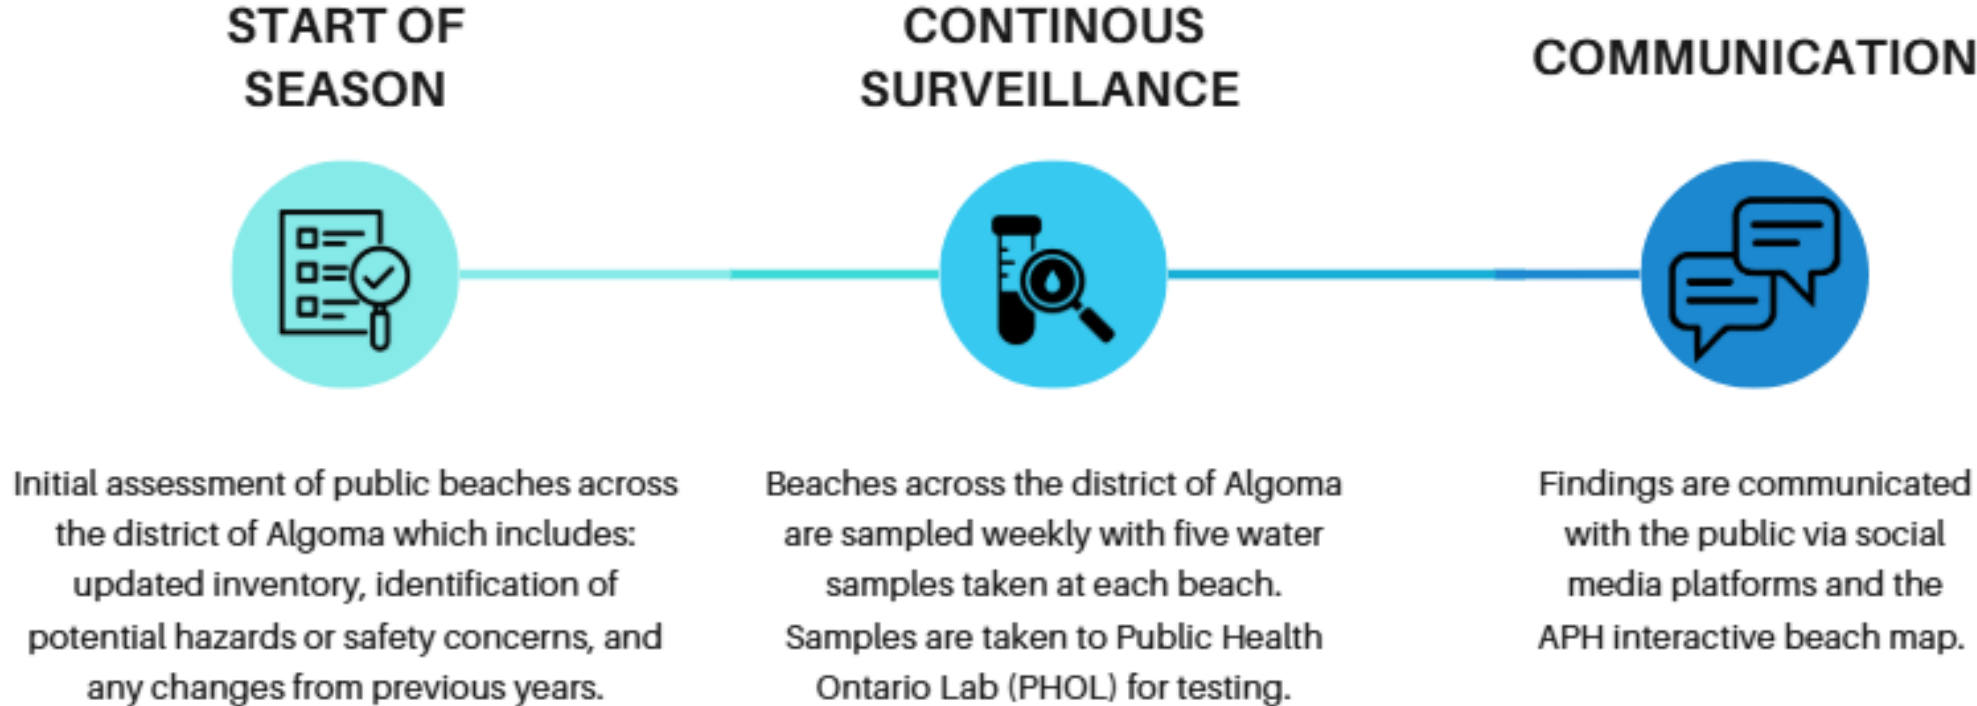 START OF
SEASON
Initial assessment of public beaches across
the district of Algoma which includes:
updated inventory, identification of
potential hazards or safety concerns, and
any changes from previous years.
CONTINOUS
SURVEILLANCE
Beaches across the district of Algoma
are sampled weekly with five water
samples taken at each beach.
Samples are taken to Public Health
Ontario Lab (PHOL) for testing.
COMMUNICATION
Findings are communicated
with the public via social
media platforms and the
APH interactive beach map.